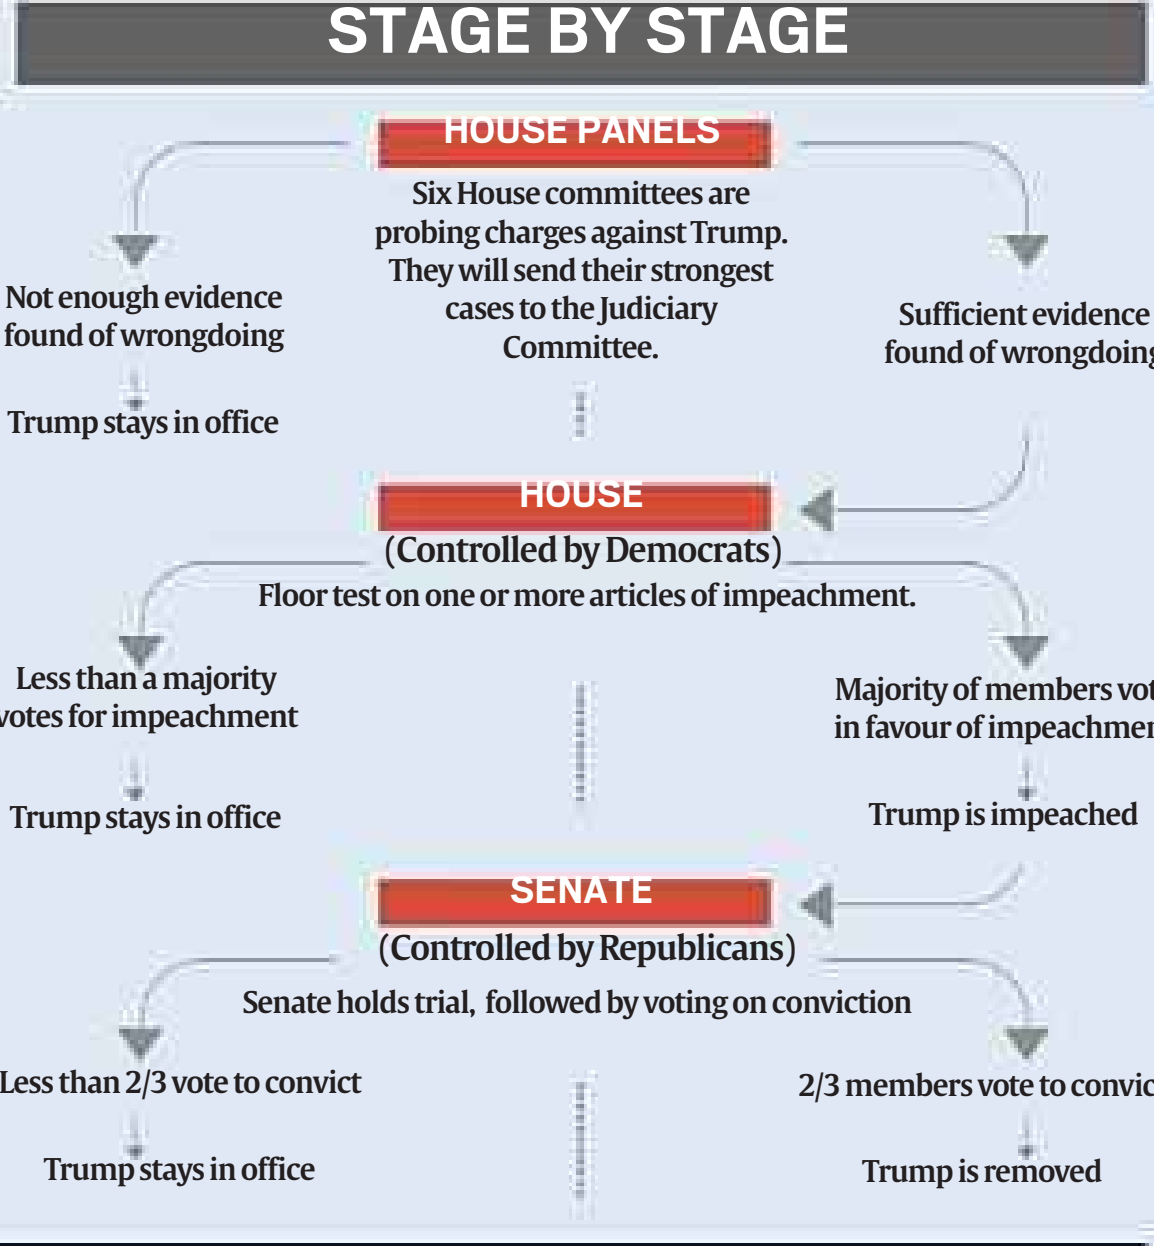 STAGE BY STAGE
HOUSE PANELS
Six House committees are
probing charges against Trump.
They will send their strongest
cases to the Judiciary
Committee.
Not enough evidence
found of wrongdoing
Trump stays in office
Sufficient evidence
found of wrongdoing
HOUSE
(Controlled by Democrats)
Floor test on one or more articles of impeachment.
Less than a majority
votes for impeachment
Trump stays in office
Majority of members vot
in favour of impeachmen
Trump is impeached
SENATE
(Controlled by Republicans)
Senate holds trial, followed by voting on conviction
Less than 2/3 vote to convict
Trump stays in office
2/3 members vote to convic
Trump is removed